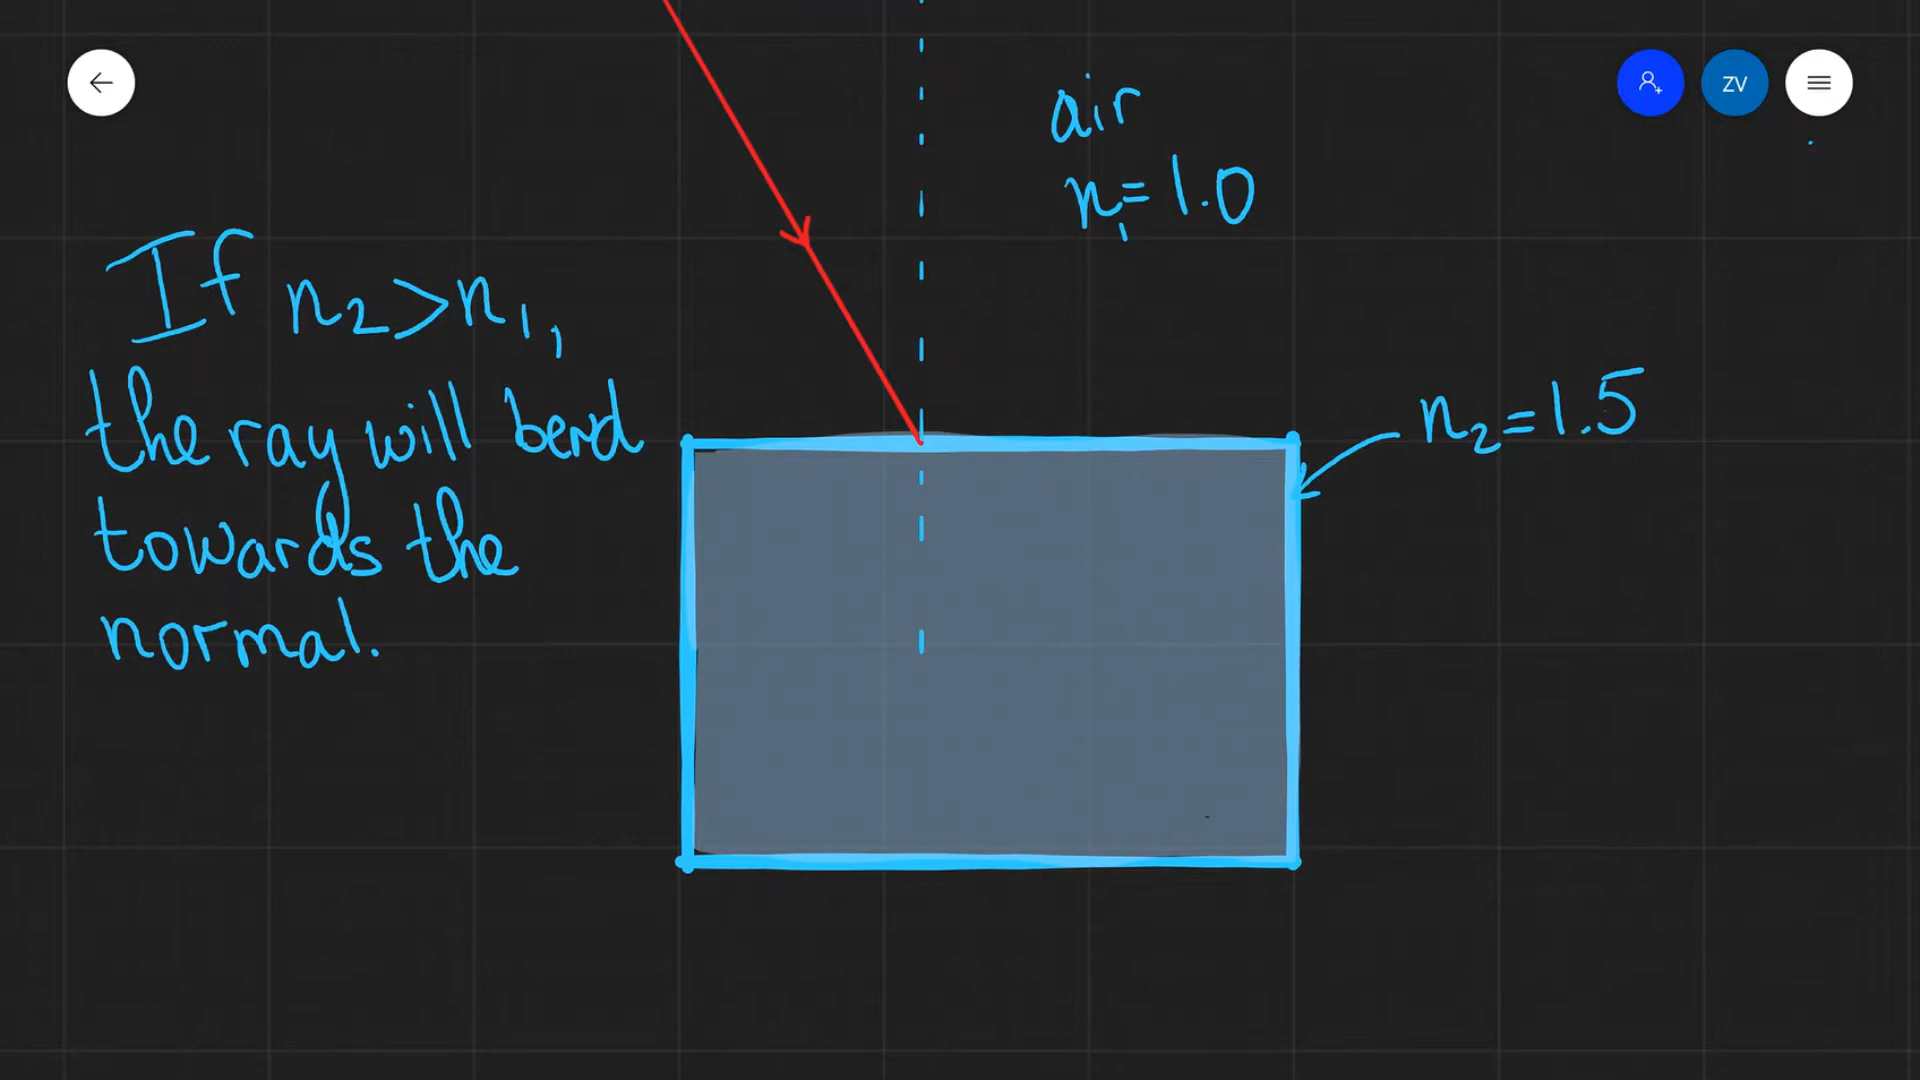 ZV
air
n₁=1.0
If n₂>n₁,
the ray will bend
towards the
normal.
n₂=1.5